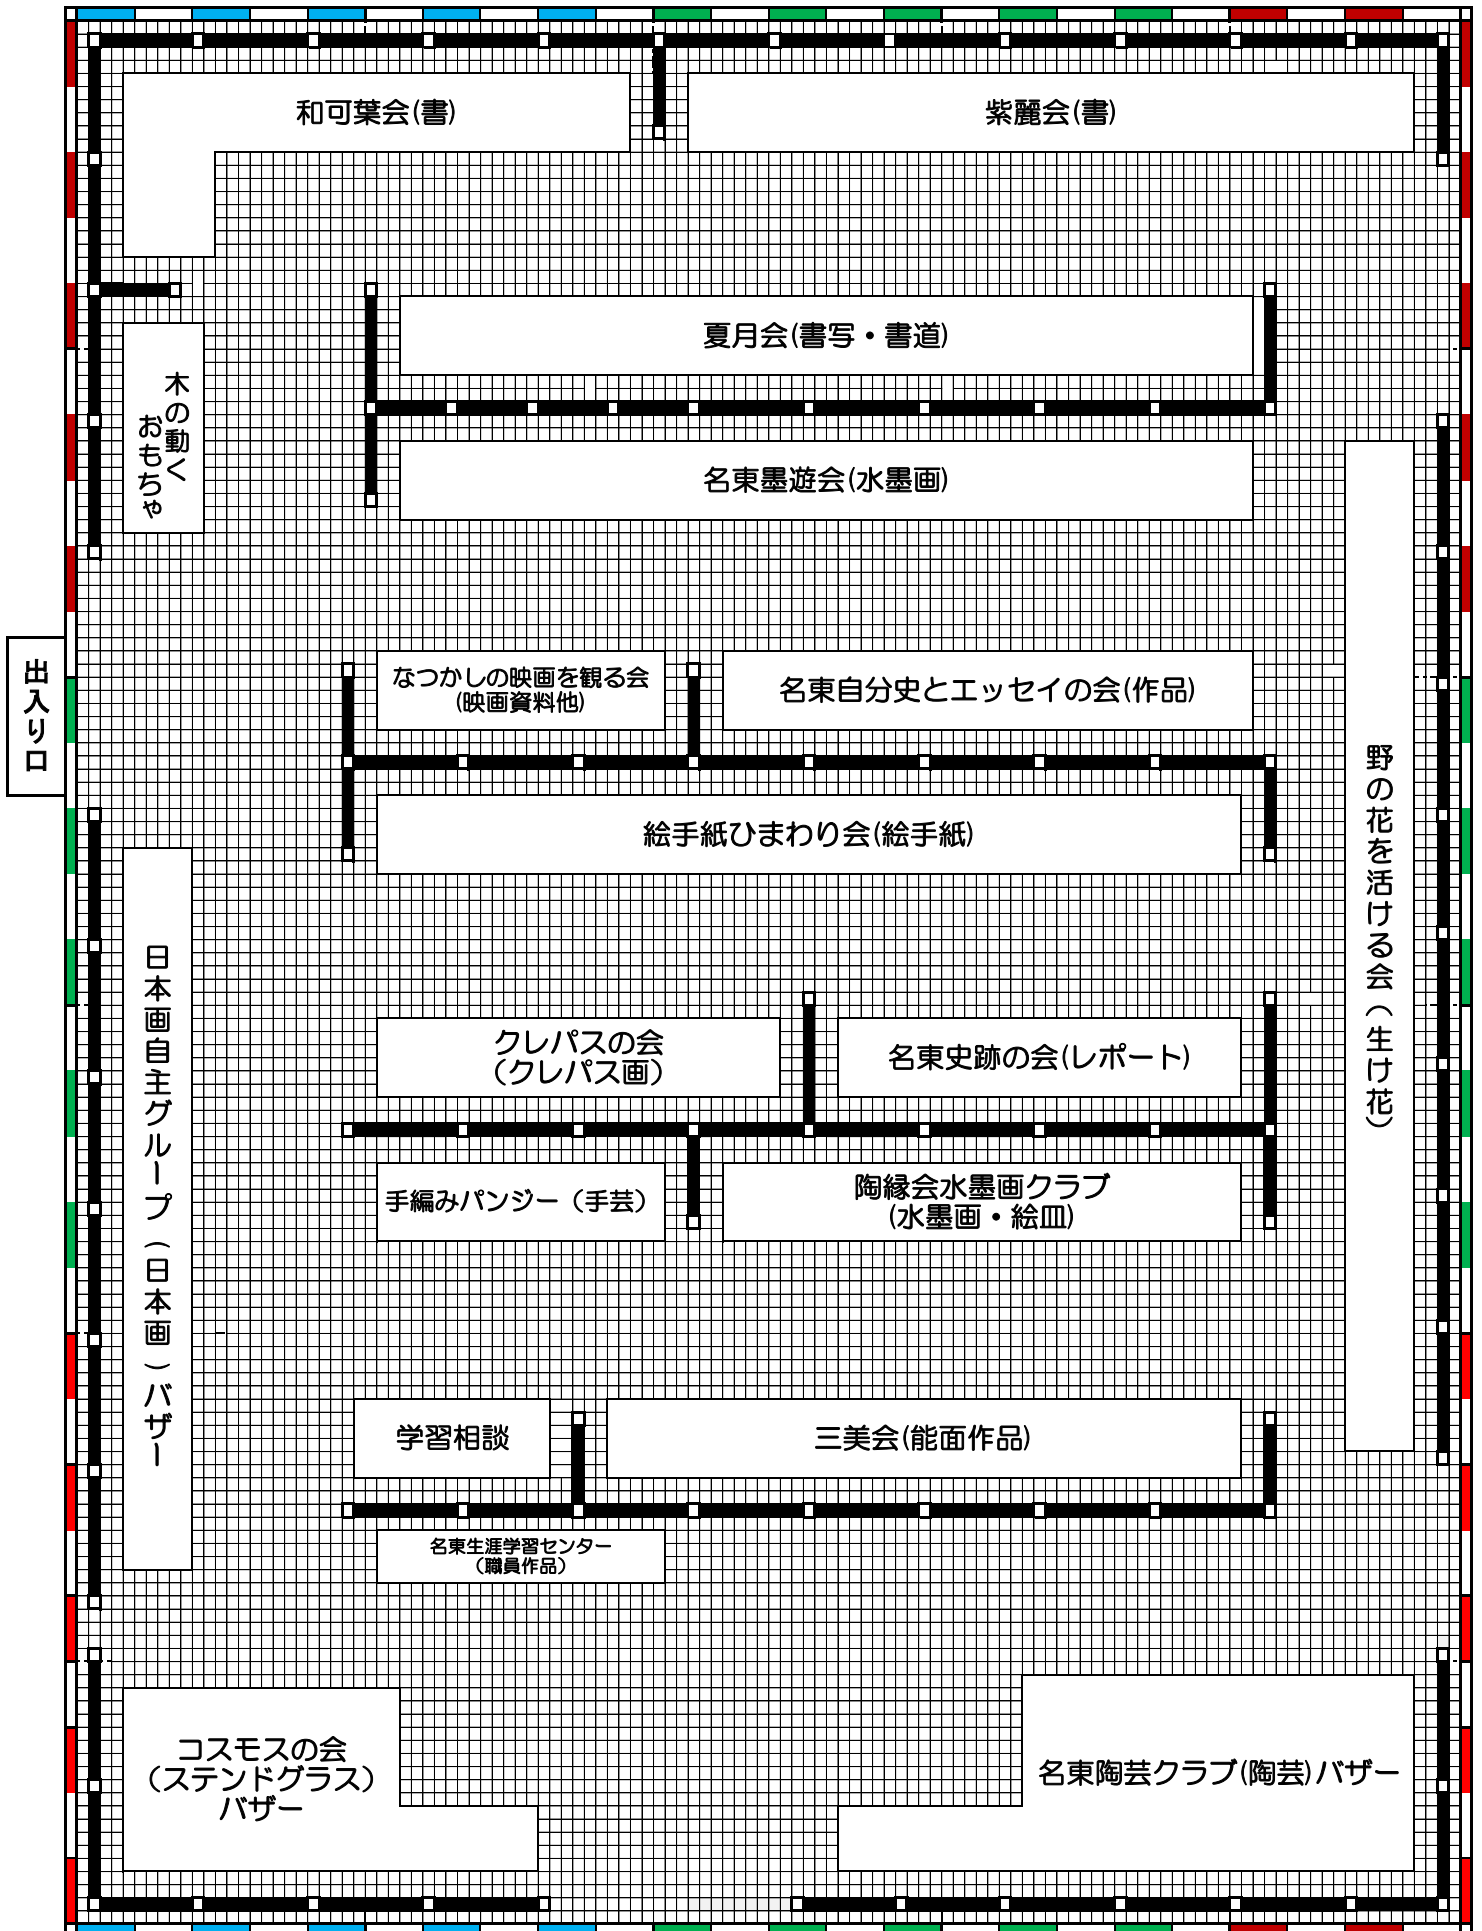 和可葉会(書)
紫麗会(書)
夏月会(書写・書道)
木の動く
おもちゃ
名東墨遊会(水墨画)
出入り口
なつかしの映画を観る会
(映画資料他)
名東自分史とエッセイの会(作品)
絵手紙ひまわり会(絵手紙)
野の花を活ける会(生け花)
日本画自主グループ(日本画)バザー
クレパスの会
(クレパス画)
名東史跡の会(レポート)
手編みパンジー(手芸)
陶縁会水墨画クラブ
(水墨画・絵皿)
学習相談
三美会(能面作品)
名東生涯学習センター
(職員作品)
コスモスの会
(ステンドグラス)
バザー
名東陶芸クラブ(陶芸)バザー